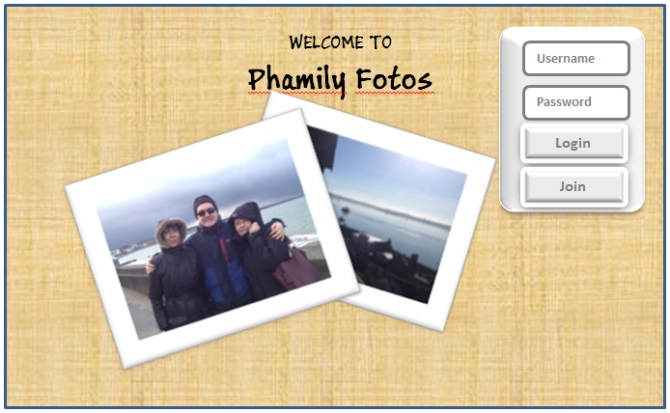 WELCOME TO
Phamily Fotos
Username
Password
Login
Join